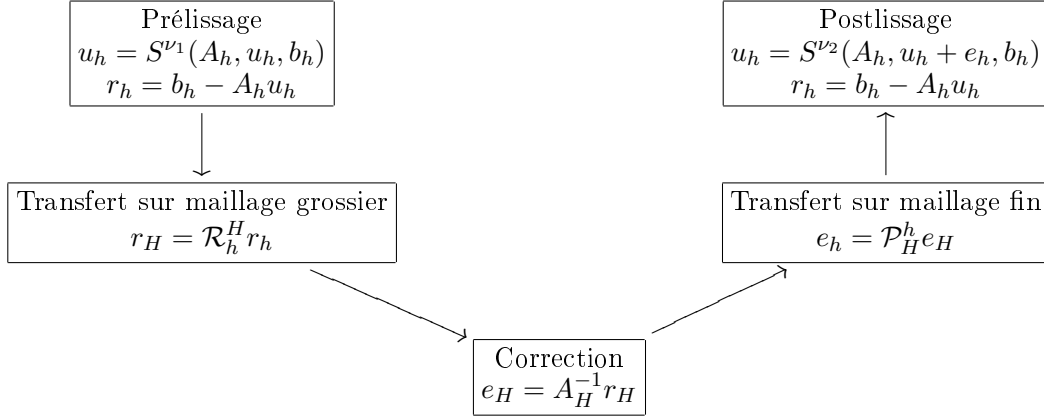 Prélissage
u_h = S^{ν_1}(A_h, u_h, b_h)
r_h = b_h − A_h u_h
Transfert sur maillage grossier
r_H = \mathcal{R}_h^H r_h
Correction
e_H = A_H^{-1} r_H
Transfert sur maillage fin
e_h = \mathcal{P}_H^h e_H
Postlissage
u_h = S^{ν_2}(A_h, u_h + e_h, b_h)
r_h = b_h − A_h u_h